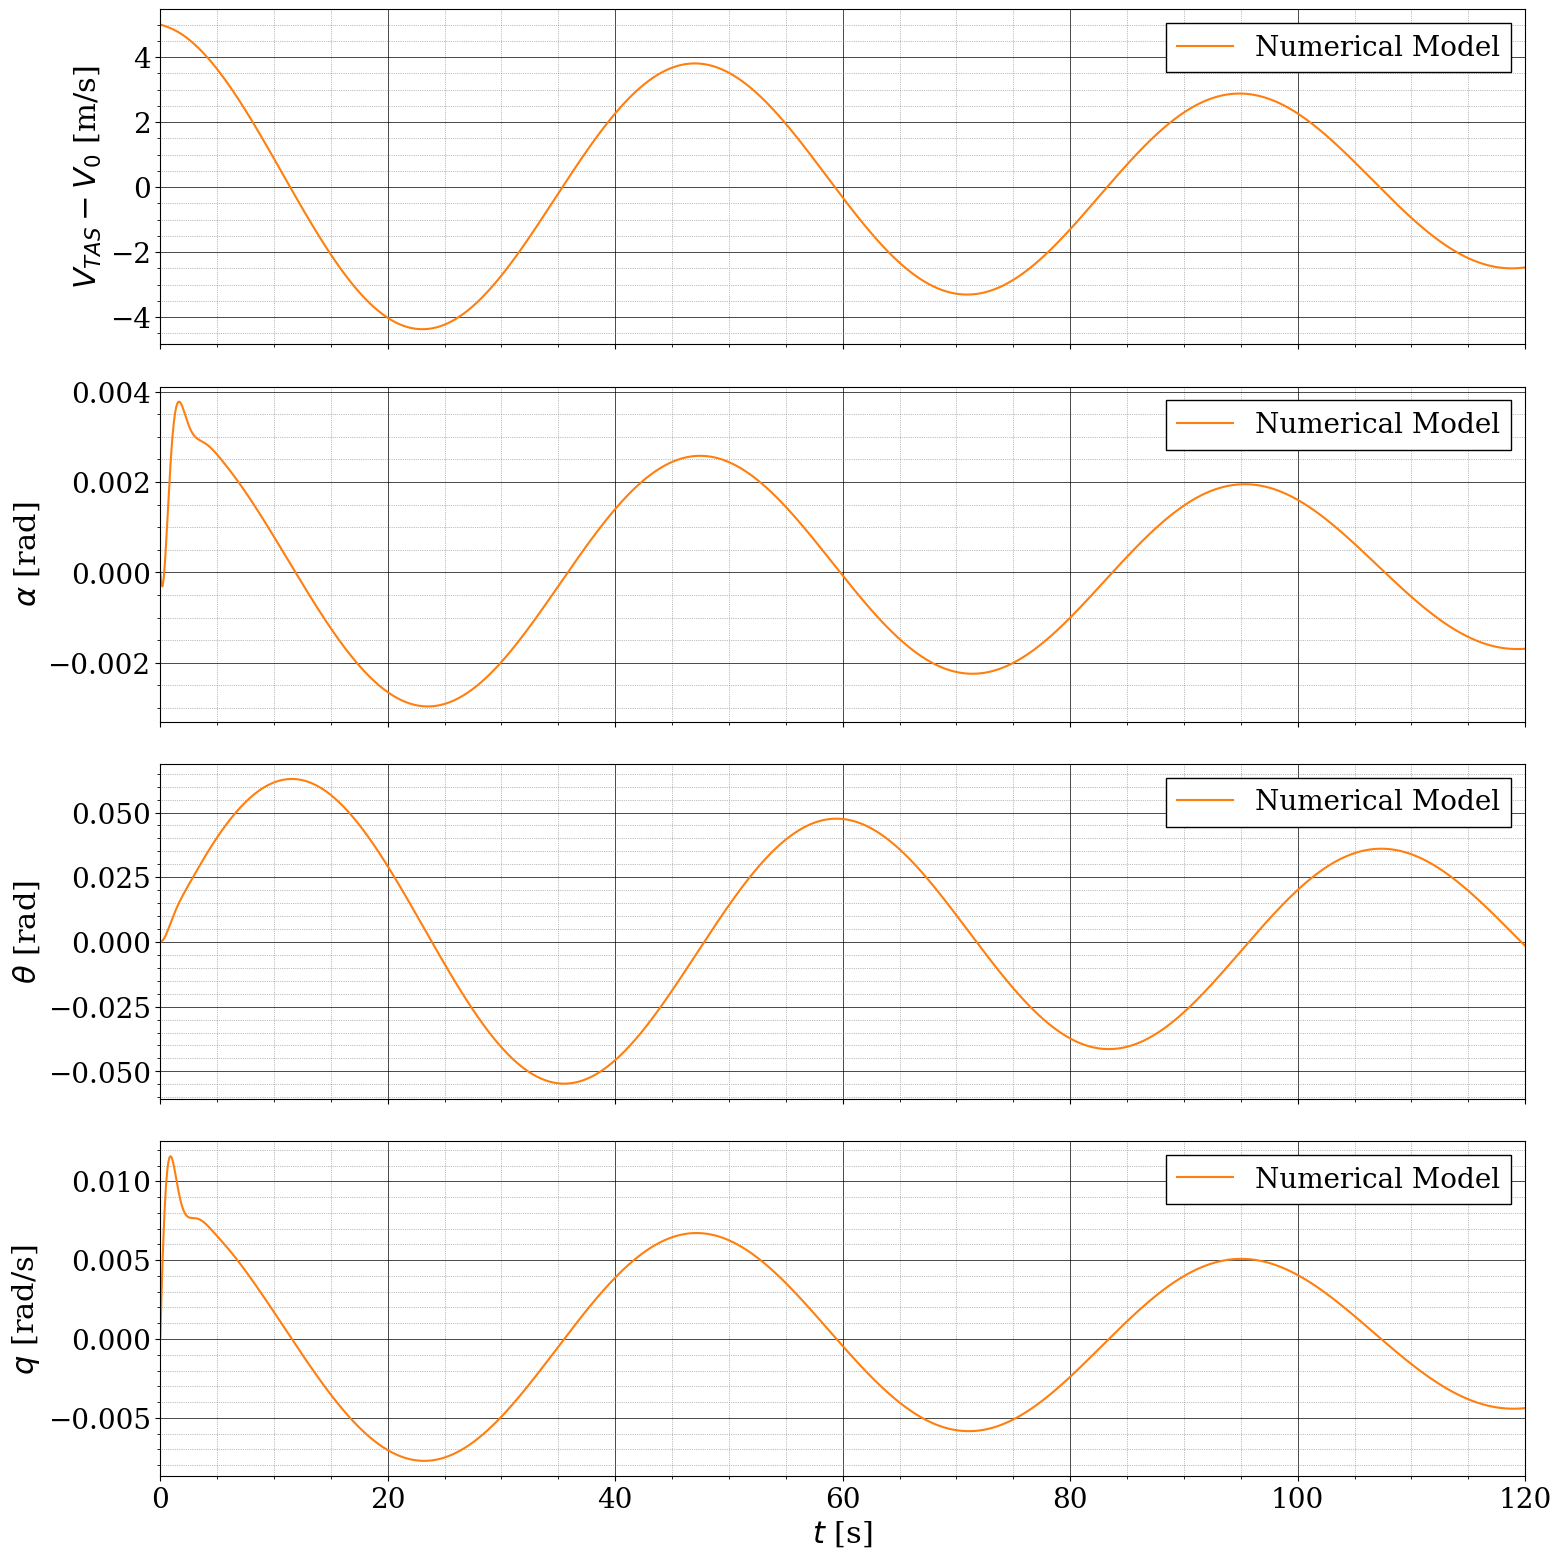 Numerical Model
V_TAS − V_0 [m/s]
4
2
0
−2
−4
Numerical Model
α [rad]
0.004
0.002
0.000
−0.002
Numerical Model
θ [rad]
0.050
0.025
0.000
−0.025
−0.050
Numerical Model
q [rad/s]
0.010
0.005
0.000
−0.005
0 20 40 60 80 100 120
t [s]